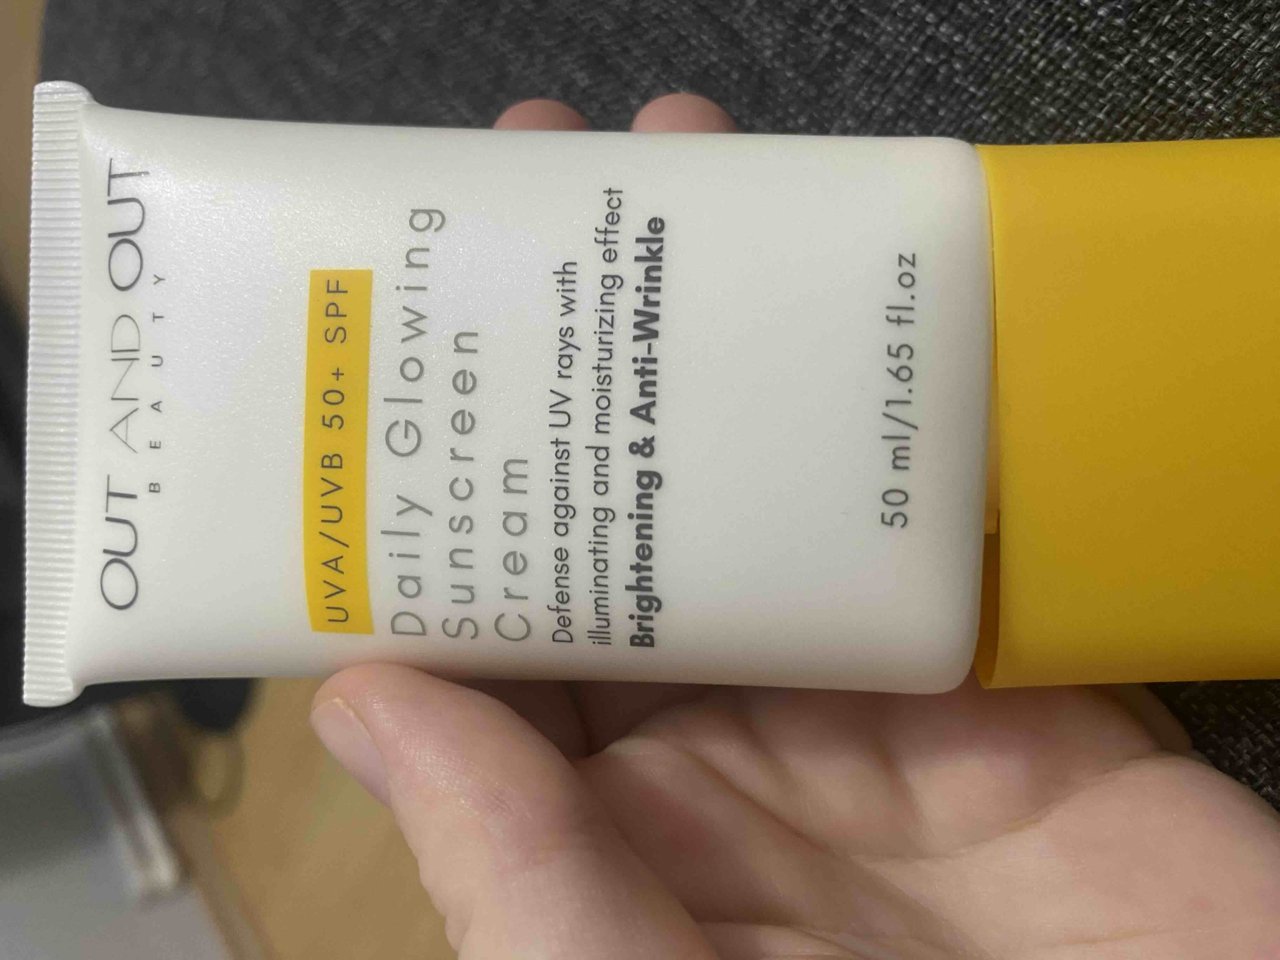 OUT AND OUT
BEAUTY
UVA/UVB 50+ SPF
Daily Glowing
Sunscreen
Cream
Defense against UV rays with
illuminating and moisturizing effect
Brightening & Anti-Wrinkle
50 ml/1.65 fl.oz